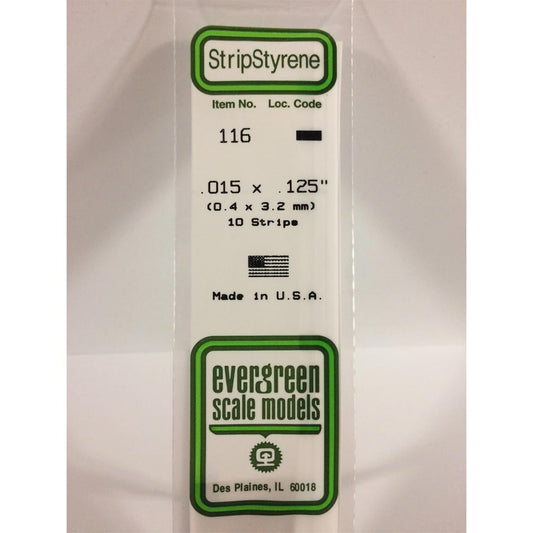 StripStyrene
Item No. Loc. Code
116
.015 x .125"
(0.4 x 3.2 mm)
10 Strips
Made in U.S.A.
evergreen
scale models
Des Plaines, IL 60018